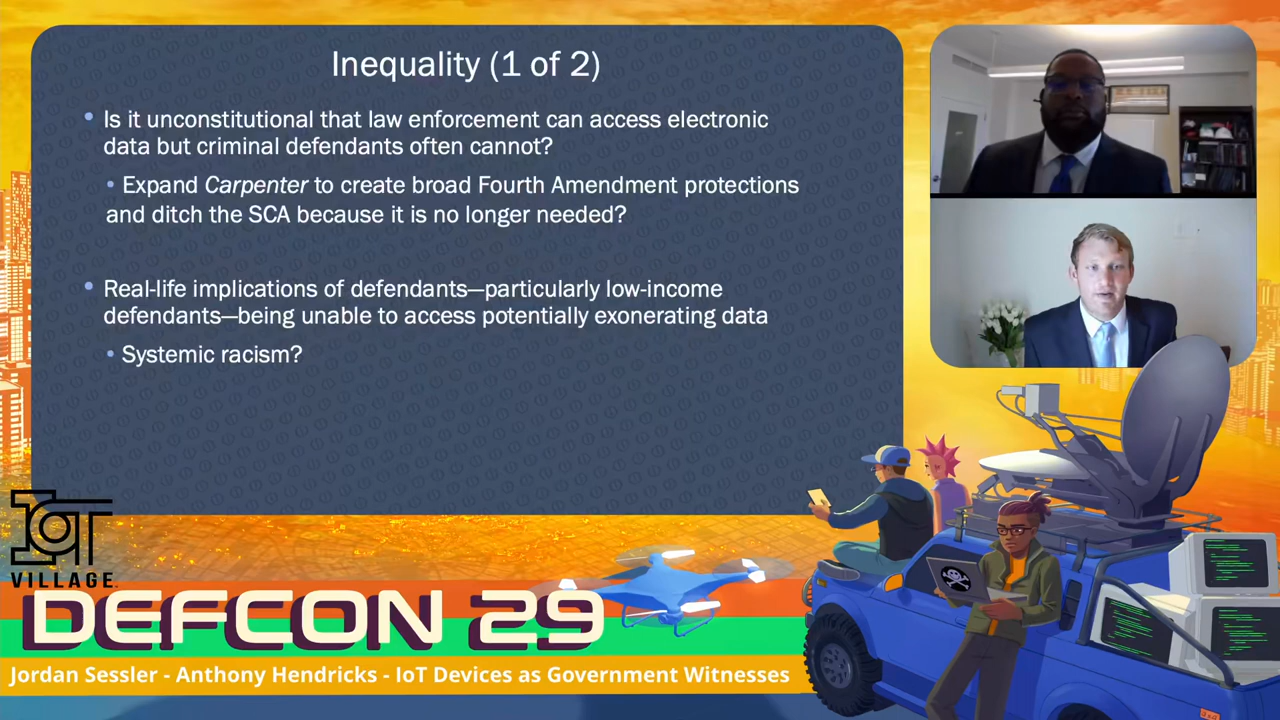 Inequality (1 of 2)
• Is it unconstitutional that law enforcement can access electronic
data but criminal defendants often cannot?
• Expand Carpenter to create broad Fourth Amendment protections
and ditch the SCA because it is no longer needed?
• Real-life implications of defendants—particularly low-income
defendants—being unable to access potentially exonerating data
• Systemic racism?
IoT
VILLAGE
DEFCON 29
Jordan Sessler - Anthony Hendricks - IoT Devices as Government Witnesses